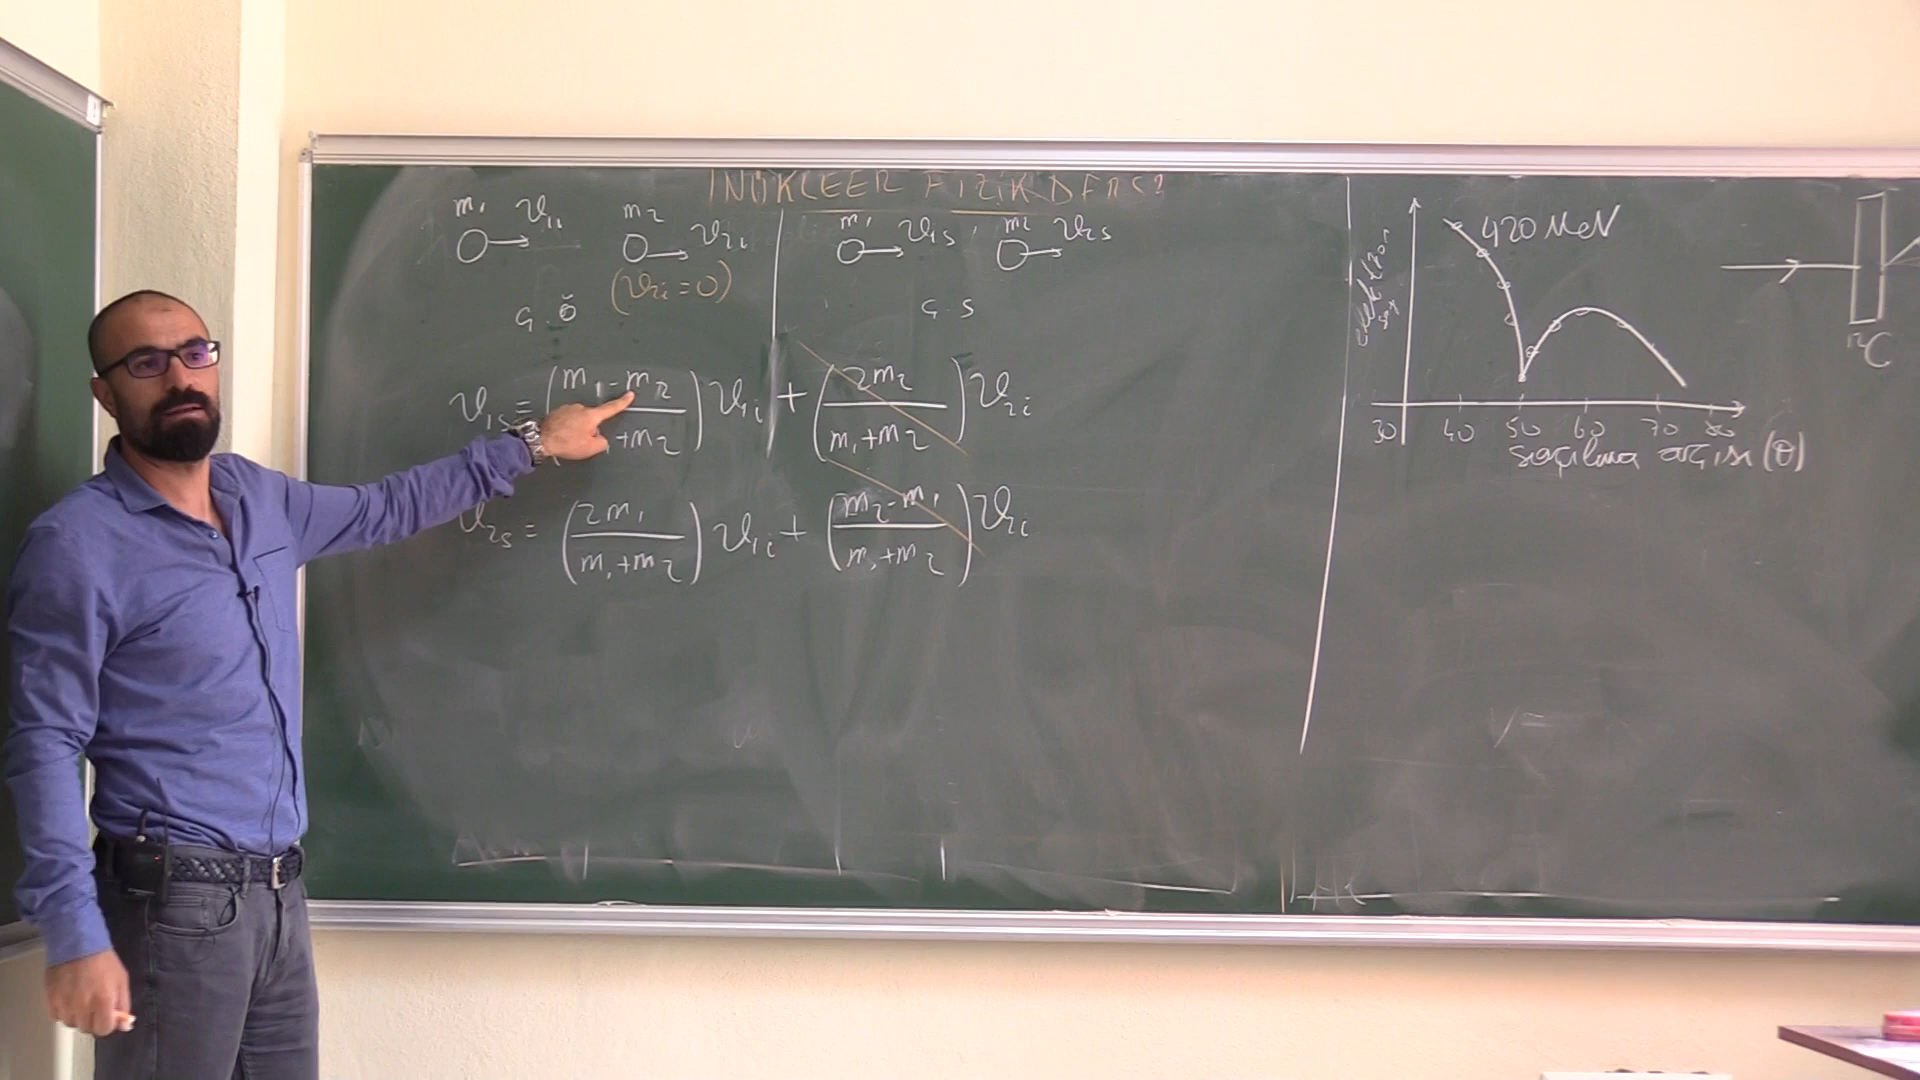 NÜKLEER FİZİK DERSİ
m₁ v₁ᵢ m₂ v₂ᵢ
(v₂ᵢ = 0)
m₁ v₁s, m₂ v₂s
Ç.Ö
Ç.S
v₁s = (m₁ - m₂ / m₁ + m₂) v₁ᵢ + (2m₂ / m₁ + m₂) v₂ᵢ
v₂s = (2m₁ / m₁ + m₂) v₁ᵢ + (m₂ - m₁ / m₁ + m₂) v₂ᵢ
420 MeV
30 40 50 60 70 80
saçılma açısı (θ)
¹²C
V =